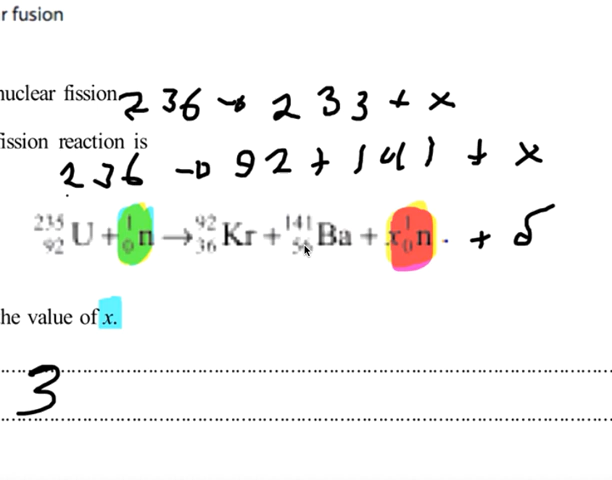 r fusion
nuclear fission 236 → 233 + x
fission reaction is
236 → 92 + 141 + x
²³⁵₉₂U + ¹₀n → ⁹²₃₆Kr + ¹⁴¹₅₆Ba + x¹₀n . + δ
he value of x.
3